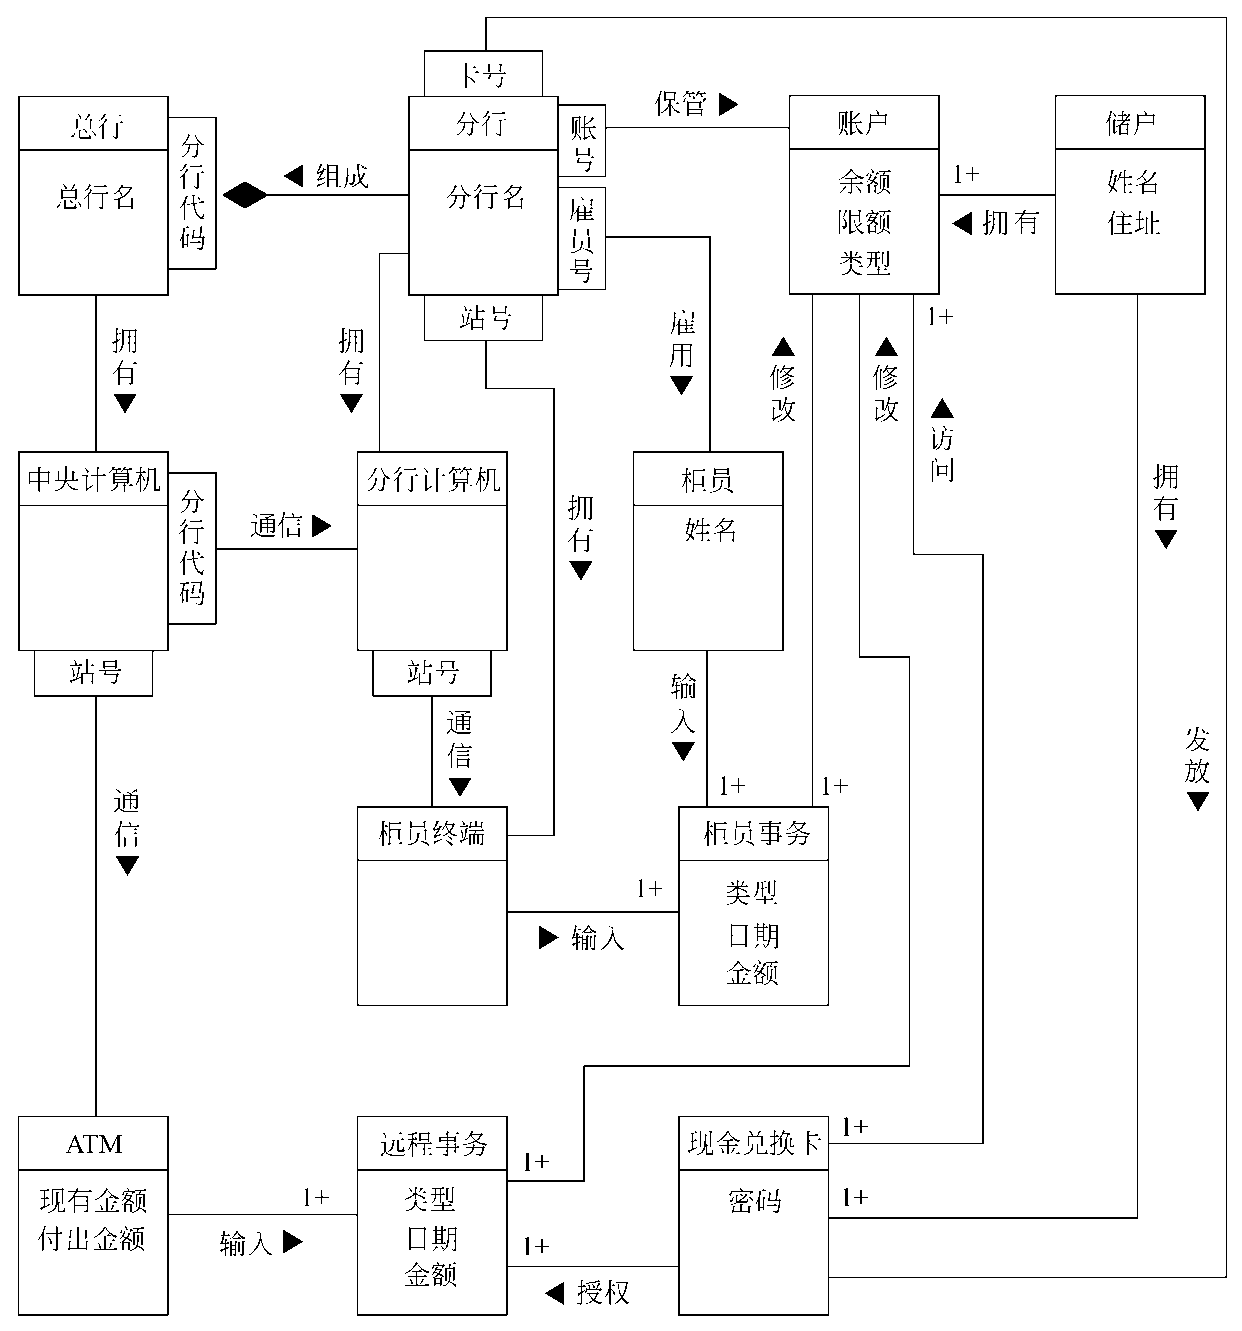 卡号
总行
总行名
分行代码
组成
分行
分行名
账号
雇员号
站号
保管
账户
余额
限额
类型
1+
拥有
储户
姓名
住址
拥有
拥有
雇用
修改
修改
1+
访问
中央计算机
分行代码
站号
通信
分行计算机
站号
拥有
柜员
姓名
拥有
通信
通信
输入
1+
1+
发放
柜员终端
1+
输入
柜员事务
类型
日期
金额
ATM
现有金额
付出金额
1+
输入
远程事务
类型
日期
金额
1+
1+
授权
现金兑换卡
密码
1+
1+